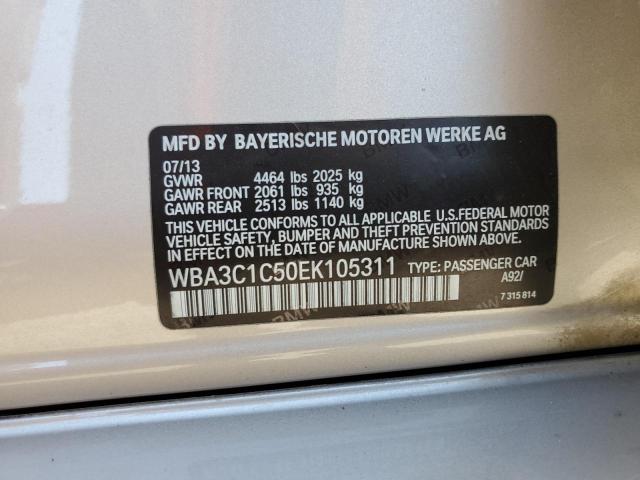 MFD BY BAYERISCHE MOTOREN WERKE AG
07/13
GVWR 4464 lbs 2025 kg
GAWR FRONT 2061 lbs 935 kg
GAWR REAR 2513 lbs 1140 kg
THIS VEHICLE CONFORMS TO ALL APPLICABLE U.S.FEDERAL MOTOR
VEHICLE SAFETY, BUMPER AND THEFT PREVENTION STANDARDS
IN EFFECT ON THE DATE OF MANUFACTURE SHOWN ABOVE.
WBA3C1C50EK105311 TYPE: PASSENGER CAR
A92/
7 315 814